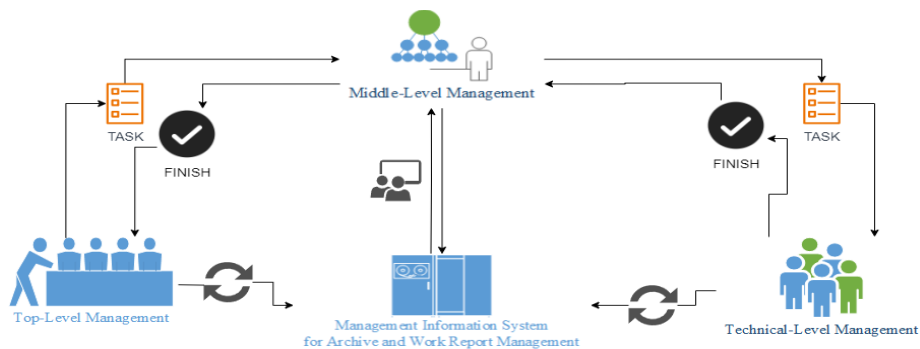 Middle-Level Management
TASK
FINISH
FINISH
TASK
Top-Level Management
Management Information System
for Archive and Work Report Management
Technical-Level Management